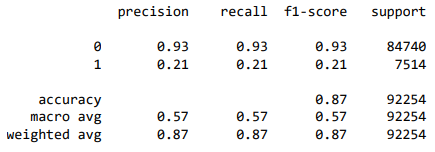 precision recall f1-score support
0 0.93 0.93 0.93 84740
1 0.21 0.21 0.21 7514
accuracy 0.87 92254
macro avg 0.57 0.57 0.57 92254
weighted avg 0.87 0.87 0.87 92254